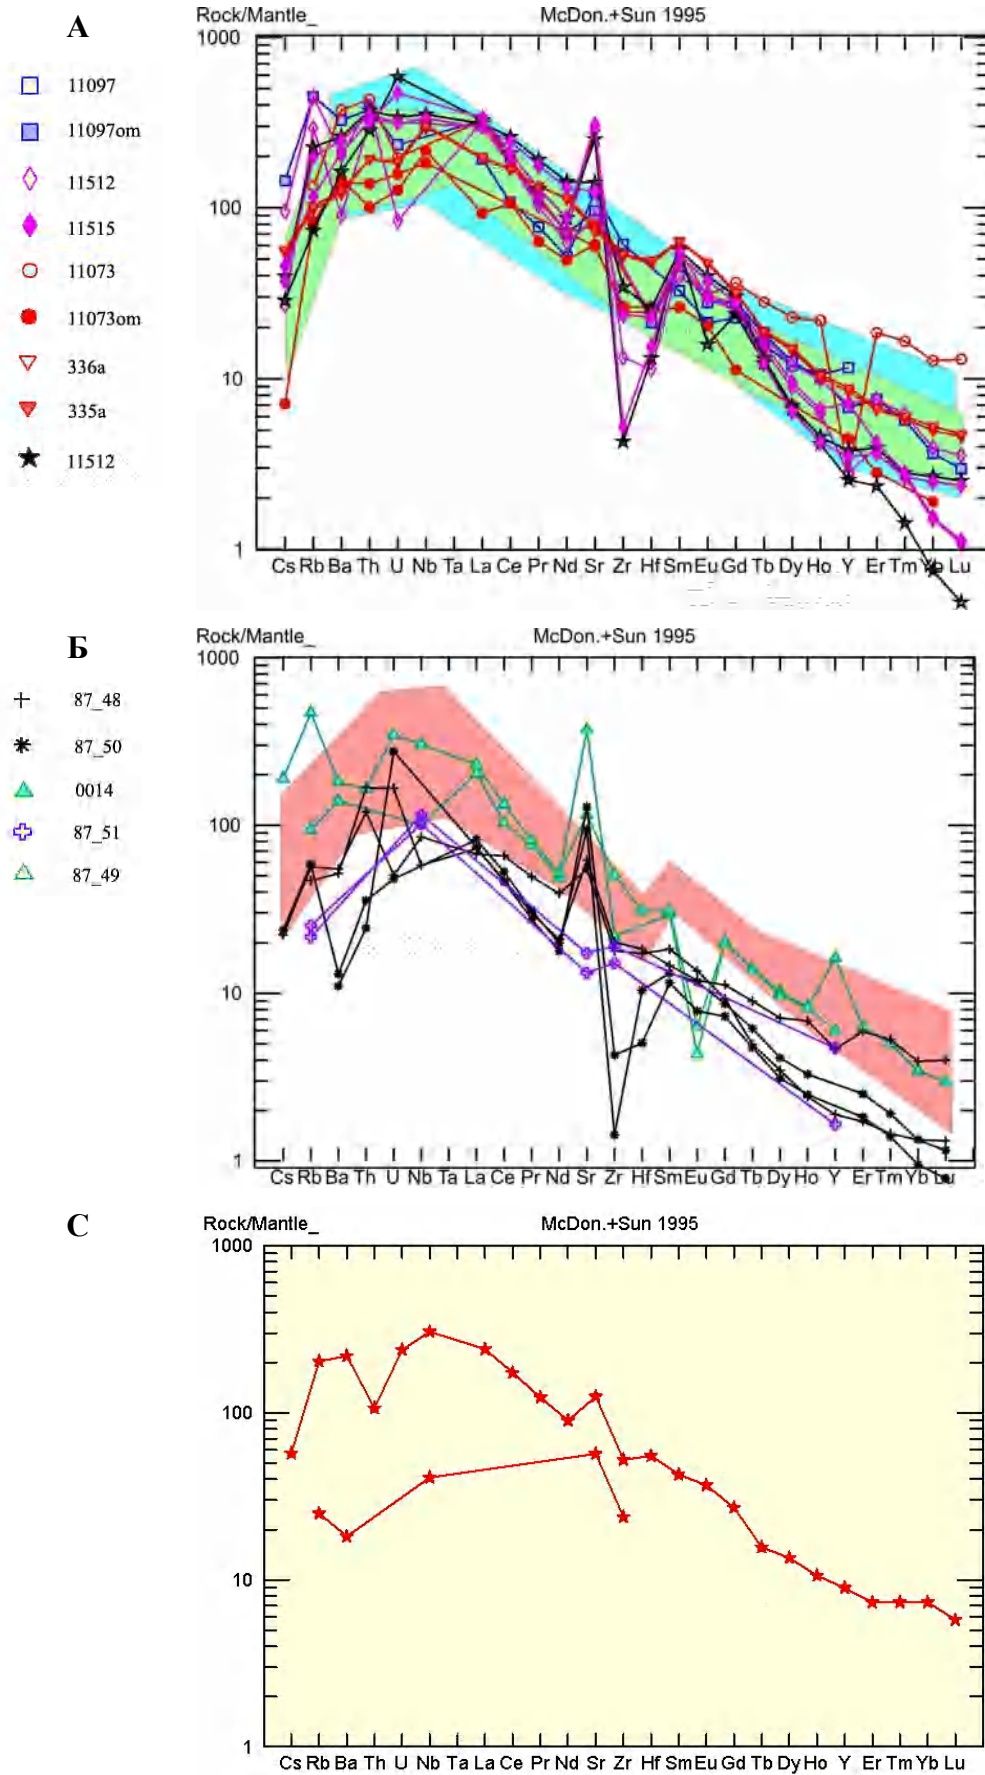 А
Rock/Mantle_ McDon.+Sun 1995
1000
100
10
1
11097
11097om
11512
11515
11073
11073om
336a
335a
11512
Cs Rb Ba Th U Nb Ta La Ce Pr Nd Sr Zr Hf Sm Eu Gd Tb Dy Ho Y Er Tm Yb Lu
Б
Rock/Mantle_ McDon.+Sun 1995
1000
100
10
1
87_48
87_50
0014
87_51
87_49
Cs Rb Ba Th U Nb Ta La Ce Pr Nd Sr Zr Hf Sm Eu Gd Tb Dy Ho Y Er Tm Yb Lu
С
Rock/Mantle_ McDon.+Sun 1995
1000
100
10
1
Cs Rb Ba Th U Nb Ta La Ce Pr Nd Sr Zr Hf Sm Eu Gd Tb Dy Ho Y Er Tm Yb Lu